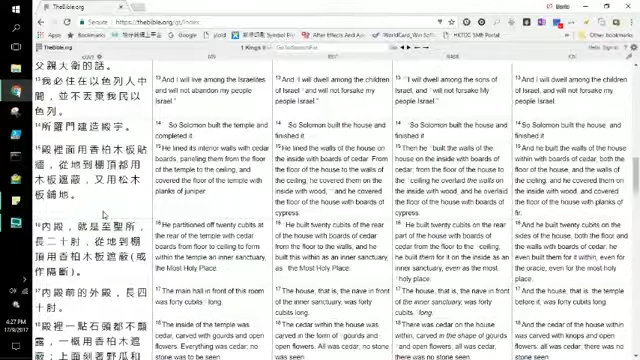 TheBible.org
Secure https://thebible.org/gt/index
Apps Bookmarks After Effects And Aft WorldCard_Win Softw HKTDC SME Portal
TheBible.org 1 Kings 6 Go To/Search For
父親大衛的話。
13 我必住在以色列人中
間，並不丟棄我民以
色列。
14 所羅門建造殿宇。
15 殿裡面用香柏木板貼
牆，從地到棚頂都用
木板遮蔽，又用松木
板鋪地。
16 內殿，就是至聖所，
長二十肘，從地到棚
頂用香柏木板遮蔽(或
作隔斷)。
17 內殿前的外殿，長四
十肘。
18 殿裡一點石頭都不顯
露，一概用香柏木遮
蔽；上面刻著野瓜和
13 And I will live among the Israelites
and will not abandon my people
Israel."
14 So Solomon built the temple and
completed it.
15 He lined its interior walls with cedar
boards, paneling them from the floor
of the temple to the ceiling, and
covered the floor of the temple with
planks of juniper.
16 He partitioned off twenty cubits at
the rear of the temple with cedar
boards from floor to ceiling to form
within the temple an inner sanctuary,
the Most Holy Place.
17 The main hall in front of this room
was forty cubits long.
18 The inside of the temple was
cedar, carved with gourds and open
flowers. Everything was cedar; no
stone was to be seen.
13 And I will dwell among the children
of Israel and will not forsake my
people Israel."
14 So Solomon built the house and
finished it.
15 He lined the walls of the house
on the inside with boards of cedar. From
the floor of the house to the walls of
the ceiling, he covered them on the
inside with wood, and he covered
the floor of the house with boards of
cypress.
16 He built twenty cubits of the rear
of the house with boards of cedar from
the floor to the walls, and he
built this within as an inner sanctuary,
as the Most Holy Place.
17 The house, that is, the nave in front
of the inner sanctuary, was forty
cubits long.
18 The cedar within the house was
carved in the form of gourds and
open flowers. All was cedar; no stone
was seen.
13 "I will dwell among the sons of
Israel, and will not forsake My
people Israel."
14 So Solomon built the house and
finished it.
15 Then he built the walls of
the house on the inside with boards of
cedar; from the floor of the house to
the ceiling he overlaid the walls on
the inside with wood, and he overlaid
the floor of the house with boards of
cypress.
16 He built twenty cubits on the rear
part of the house with boards of
cedar from the floor to the ceiling;
he built them for it on the inside as
an inner sanctuary, even as the most
holy place.
17 The house, that is, the nave in front
of the inner sanctuary, was forty
cubits long.
18 There was cedar on the house
within, carved in the shape of gourds
and open flowers; all was cedar,
there was no stone seen.
13 And I will dwell among the children
of Israel, and will not forsake my
people Israel.
14 So Solomon built the house, and
finished it.
15 And he built the walls of the house
within with boards of cedar, both the
floor of the house, and the walls of
the ceiling: and he covered them on
the inside with wood, and covered
the floor of the house with planks of
fir.
16 And he built twenty cubits on the
sides of the house, both the floor
and the walls with boards of cedar: he
even built them for it within, even
for the oracle, even for the most holy
place.
17 And the house, that is, the temple
before it, was forty cubits long.
18 And the cedar of the house
within was carved with knops and open
flowers: all was cedar; there was no
stone seen.
4:27 PM
17/9/2017